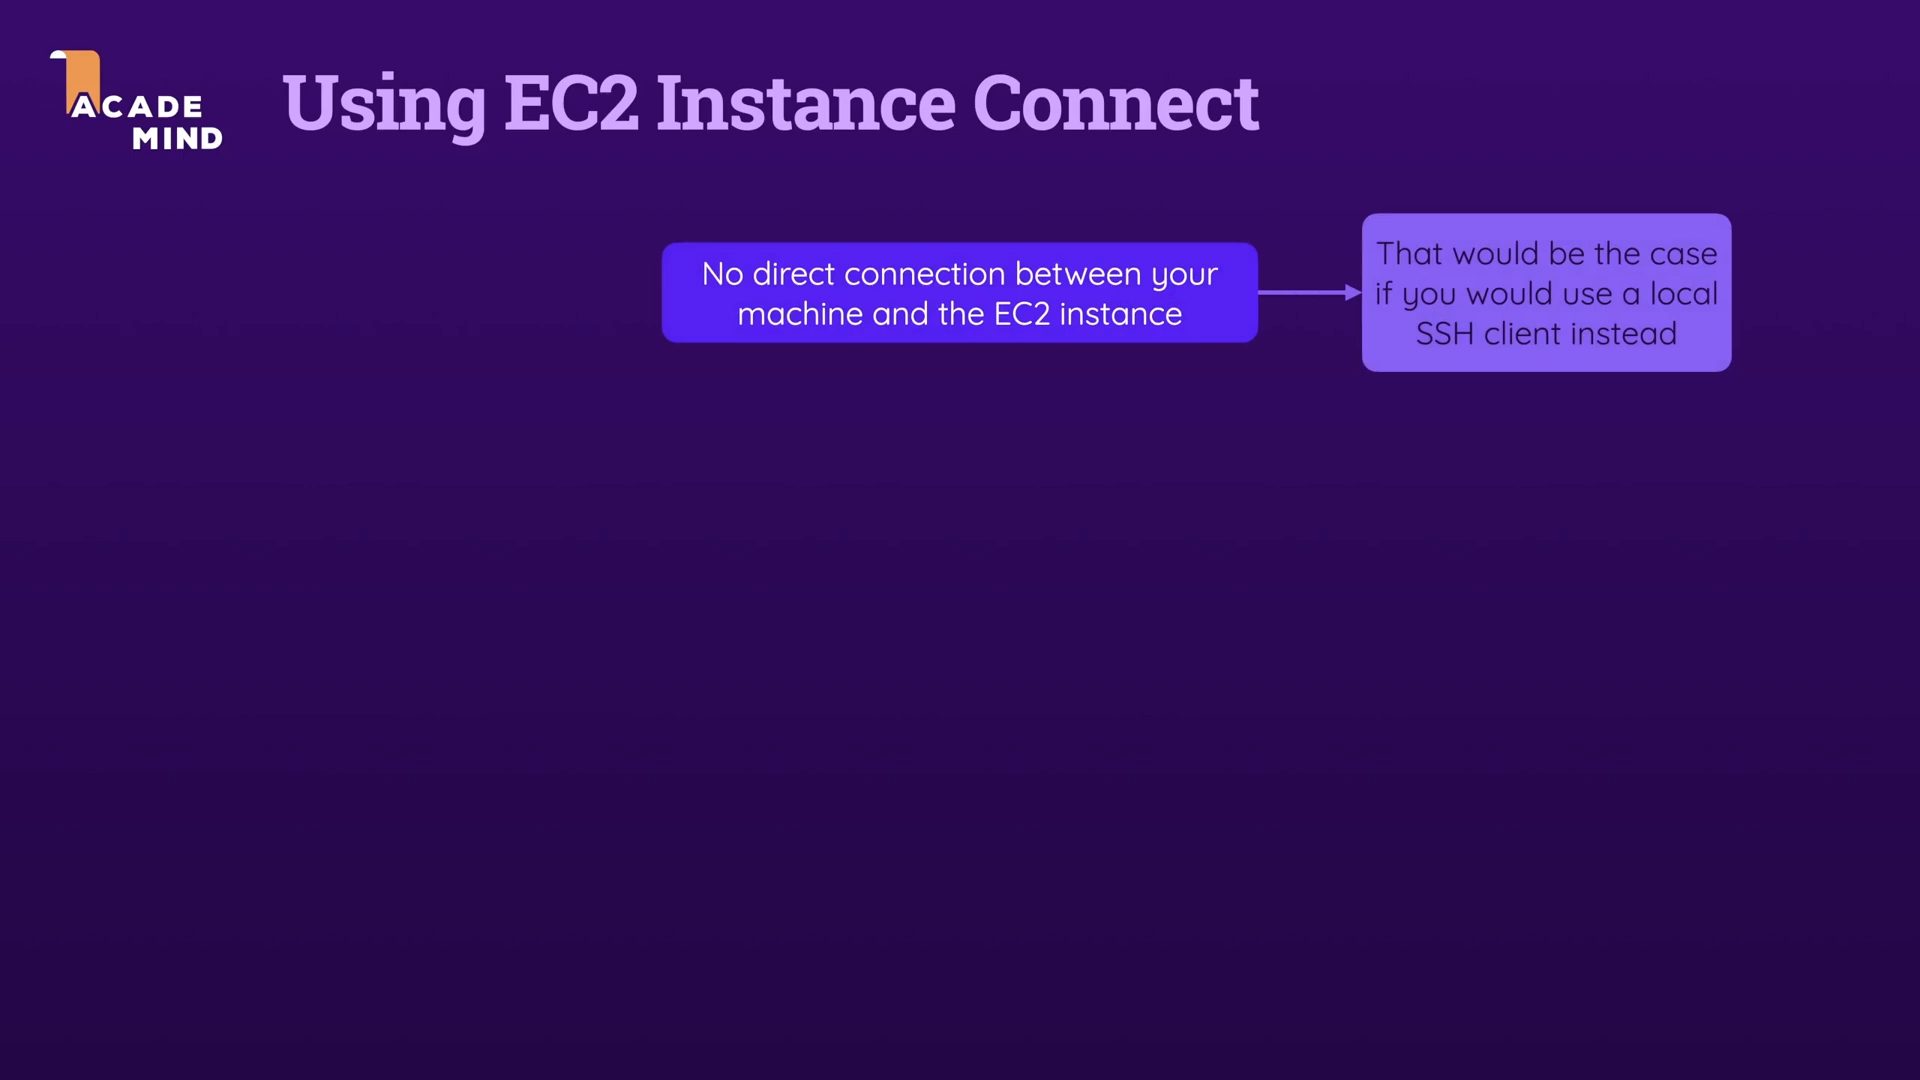 ACADE
MIND
Using EC2 Instance Connect
No direct connection between your
machine and the EC2 instance
That would be the case
if you would use a local
SSH client instead